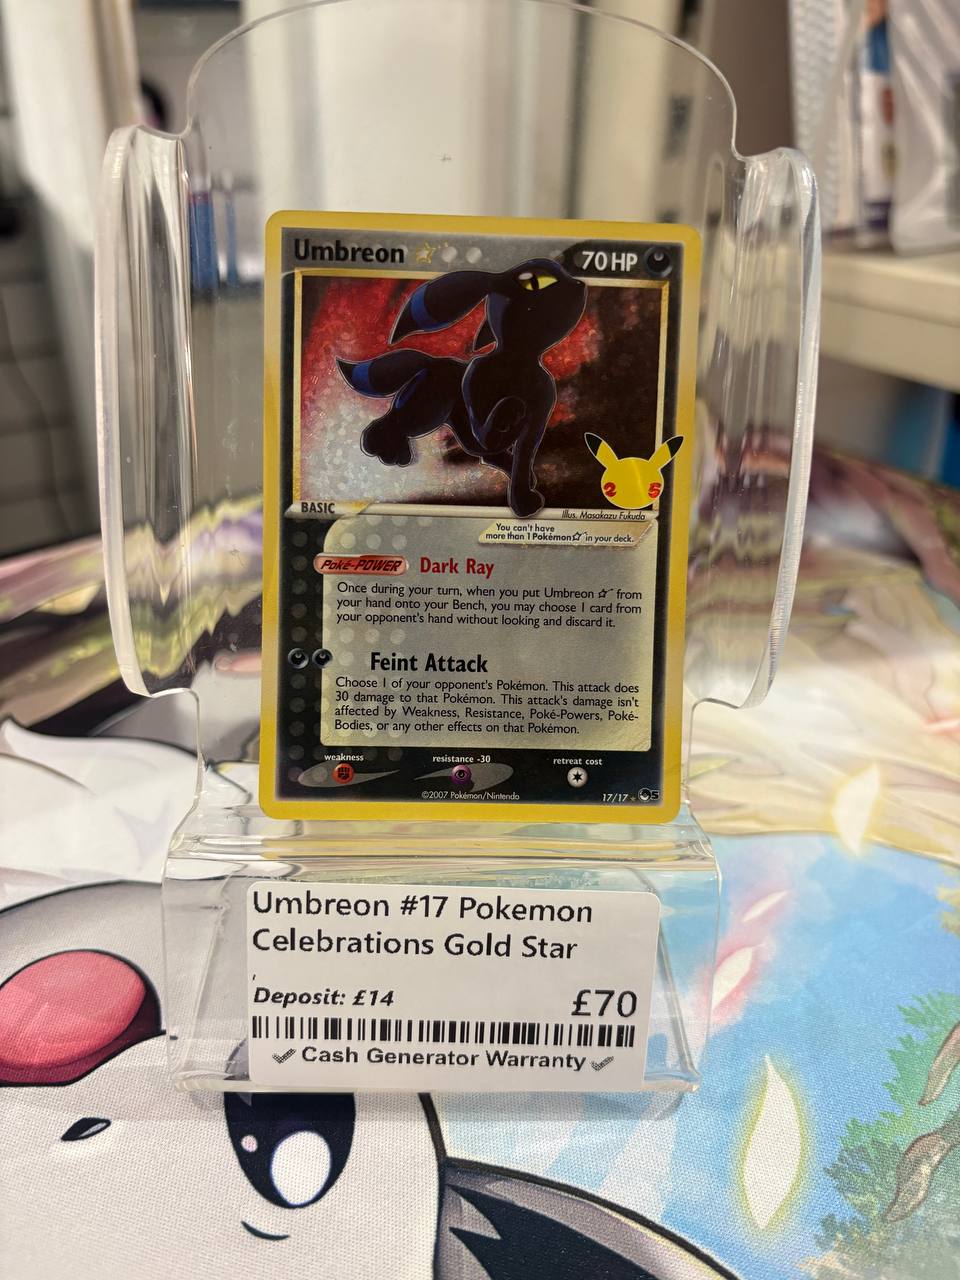 Umbreon ☆
70 HP
25
BASIC
Illus. Masakazu Fukuda
You can't have
more than 1 Pokémon☆ in your deck.
Poké-POWER Dark Ray
Once during your turn, when you put Umbreon ☆ from
your hand onto your Bench, you may choose 1 card from
your opponent's hand without looking and discard it.
Feint Attack
Choose 1 of your opponent's Pokémon. This attack does
30 damage to that Pokémon. This attack's damage isn't
affected by Weakness, Resistance, Poké-Powers, Poké-
Bodies, or any other effects on that Pokémon.
weakness resistance -30 retreat cost
©2007 Pokémon/Nintendo 17/17 ★ 5
Umbreon #17 Pokemon
Celebrations Gold Star
,
Deposit: £14 £70
Cash Generator Warranty